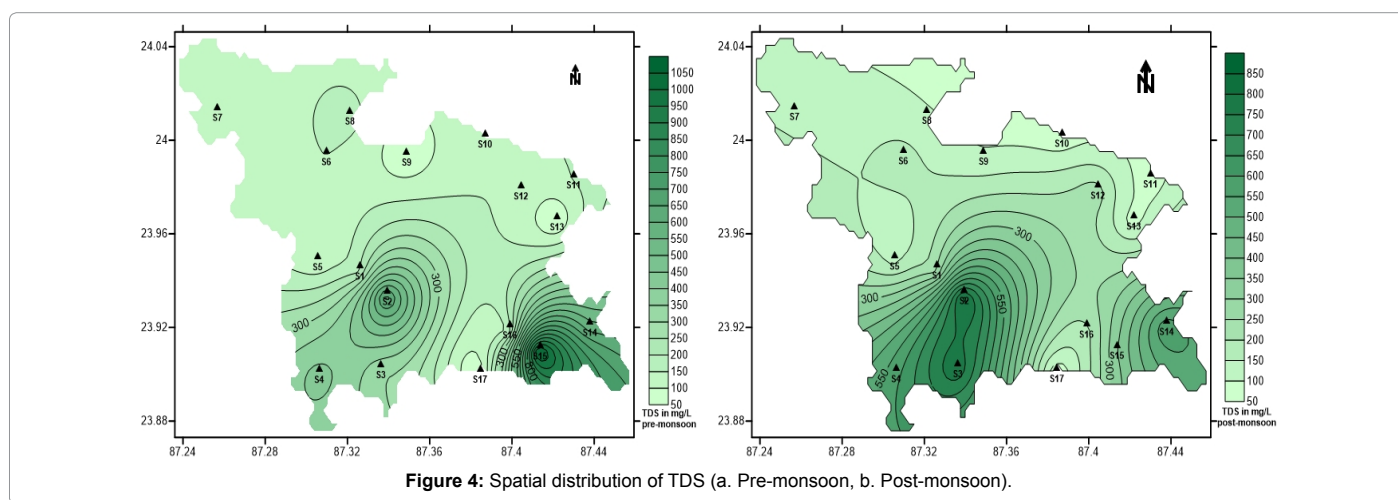 24.04
24
23.96
23.92
23.88
87.24 87.28 87.32 87.36 87.4 87.44
N
S7
S8
S6
S9
S10
S11
S12
S13
S5
S1
S2
S3
S4
S14
S15
S16
S17
300
300
300
550
800
1050
1000
950
900
850
800
750
700
650
600
550
500
450
400
350
300
250
200
150
100
50
TDS in mg/L
pre-monsoon
24.04
24
23.96
23.92
23.88
87.24 87.28 87.32 87.36 87.4 87.44
N
S7
S8
S6
S9
S10
S11
S12
S13
S5
S1
S2
S3
S4
S14
S15
S16
S17
300
300
550
550
300
850
800
750
700
650
600
550
500
450
400
350
300
250
200
150
100
50
TDS in mg/L
post-monsoon
Figure 4: Spatial distribution of TDS (a. Pre-monsoon, b. Post-monsoon).